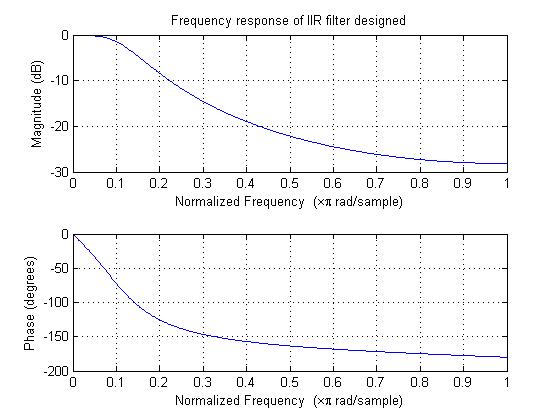 Frequency response of IIR filter designed
0
-10
-20
-30
Magnitude (dB)
0 0.1 0.2 0.3 0.4 0.5 0.6 0.7 0.8 0.9 1
Normalized Frequency (×π rad/sample)
0
-50
-100
-150
-200
Phase (degrees)
0 0.1 0.2 0.3 0.4 0.5 0.6 0.7 0.8 0.9 1
Normalized Frequency (×π rad/sample)